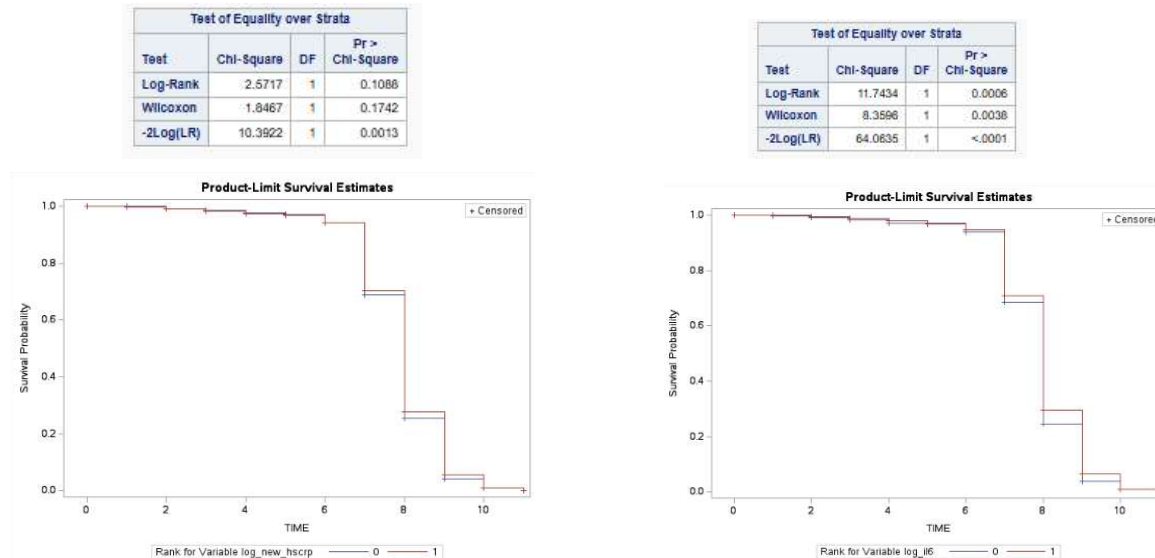 Test of Equality over Strata
Test Chi-Square DF Pr > Chi-Square
Log-Rank 2.5717 1 0.1088
Wilcoxon 1.8467 1 0.1742
-2Log(LR) 10.3922 1 0.0013
Product-Limit Survival Estimates
+ Censored
1.0
0.8
0.6
0.4
0.2
0.0
Survival Probability
0 2 4 6 8 10
TIME
Rank for Variable log_new_hscrp 0 1
Test of Equality over Strata
Test Chi-Square DF Pr > Chi-Square
Log-Rank 11.7434 1 0.0006
Wilcoxon 8.3596 1 0.0038
-2Log(LR) 64.0635 1 <.0001
Product-Limit Survival Estimates
+ Censored
1.0
0.8
0.6
0.4
0.2
0.0
Survival Probability
0 2 4 6 8 10
TIME
Rank for Variable log_il6 0 1